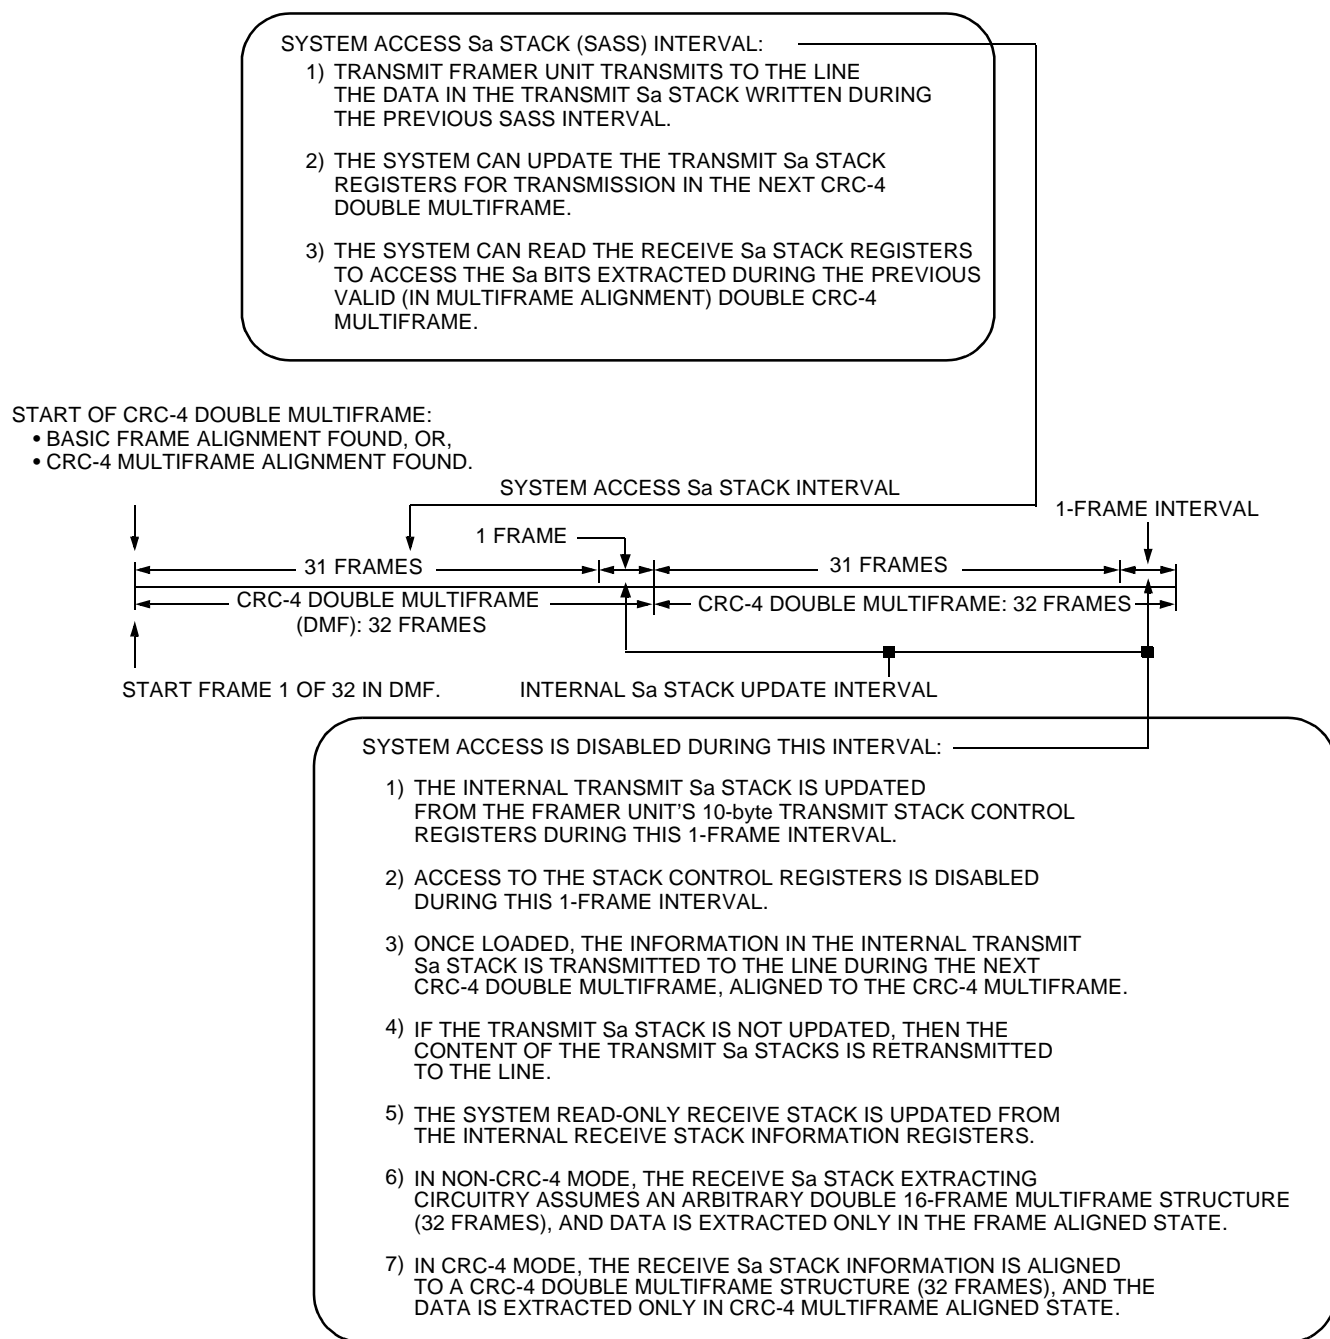 SYSTEM ACCESS Sa STACK (SASS) INTERVAL:
1) TRANSMIT FRAMER UNIT TRANSMITS TO THE LINE
THE DATA IN THE TRANSMIT Sa STACK WRITTEN DURING
THE PREVIOUS SASS INTERVAL.
2) THE SYSTEM CAN UPDATE THE TRANSMIT Sa STACK
REGISTERS FOR TRANSMISSION IN THE NEXT CRC-4
DOUBLE MULTIFRAME.
3) THE SYSTEM CAN READ THE RECEIVE Sa STACK REGISTERS
TO ACCESS THE Sa BITS EXTRACTED DURING THE PREVIOUS
VALID (IN MULTIFRAME ALIGNMENT) DOUBLE CRC-4
MULTIFRAME.
START OF CRC-4 DOUBLE MULTIFRAME:
• BASIC FRAME ALIGNMENT FOUND, OR,
• CRC-4 MULTIFRAME ALIGNMENT FOUND.
SYSTEM ACCESS Sa STACK INTERVAL
1-FRAME INTERVAL
1 FRAME
31 FRAMES
31 FRAMES
CRC-4 DOUBLE MULTIFRAME
(DMF): 32 FRAMES
CRC-4 DOUBLE MULTIFRAME: 32 FRAMES
START FRAME 1 OF 32 IN DMF.
INTERNAL Sa STACK UPDATE INTERVAL
SYSTEM ACCESS IS DISABLED DURING THIS INTERVAL:
1) THE INTERNAL TRANSMIT Sa STACK IS UPDATED
FROM THE FRAMER UNIT'S 10-byte TRANSMIT STACK CONTROL
REGISTERS DURING THIS 1-FRAME INTERVAL.
2) ACCESS TO THE STACK CONTROL REGISTERS IS DISABLED
DURING THIS 1-FRAME INTERVAL.
3) ONCE LOADED, THE INFORMATION IN THE INTERNAL TRANSMIT
Sa STACK IS TRANSMITTED TO THE LINE DURING THE NEXT
CRC-4 DOUBLE MULTIFRAME, ALIGNED TO THE CRC-4 MULTIFRAME.
4) IF THE TRANSMIT Sa STACK IS NOT UPDATED, THEN THE
CONTENT OF THE TRANSMIT Sa STACKS IS RETRANSMITTED
TO THE LINE.
5) THE SYSTEM READ-ONLY RECEIVE STACK IS UPDATED FROM
THE INTERNAL RECEIVE STACK INFORMATION REGISTERS.
6) IN NON-CRC-4 MODE, THE RECEIVE Sa STACK EXTRACTING
CIRCUITRY ASSUMES AN ARBITRARY DOUBLE 16-FRAME MULTIFRAME STRUCTURE
(32 FRAMES), AND DATA IS EXTRACTED ONLY IN THE FRAME ALIGNED STATE.
7) IN CRC-4 MODE, THE RECEIVE Sa STACK INFORMATION IS ALIGNED
TO A CRC-4 DOUBLE MULTIFRAME STRUCTURE (32 FRAMES), AND THE
DATA IS EXTRACTED ONLY IN CRC-4 MULTIFRAME ALIGNED STATE.